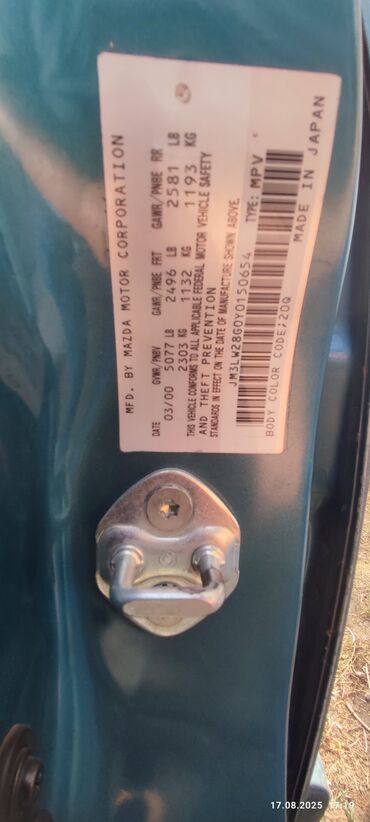 MFD. BY MAZDA MOTOR CORPORATION
DATE GVWR/PNBV GAWR/PNBE FRT GAWR/PNBE RR
03/00 5077 LB 2496 LB 2581 LB
2303 KG 1132 KG 1193 KG
THIS VEHICLE CONFORMS TO ALL APPLICABLE FEDERAL MOTOR VEHICLE SAFETY
AND THEFT PREVENTION
STANDARDS IN EFFECT ON THE DATE OF MANUFACTURE SHOWN ABOVE.
JM3LW28G0Y0150654 TYPE: MPV
BODY COLOR CODE;20Q MADE IN JAPAN
17.08.2025 17:19